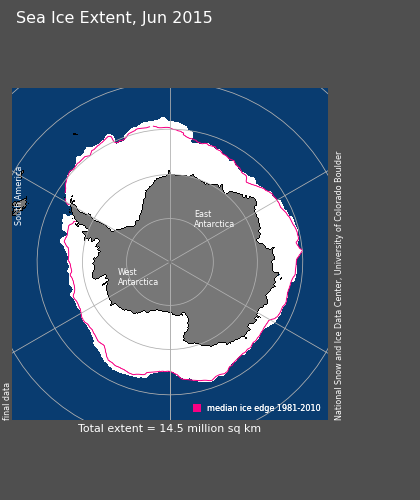 Sea Ice Extent, Jun 2015
South America
East
Antarctica
West
Antarctica
National Snow and Ice Data Center, University of Colorado Boulder
final data
median ice edge 1981-2010
Total extent = 14.5 million sq km